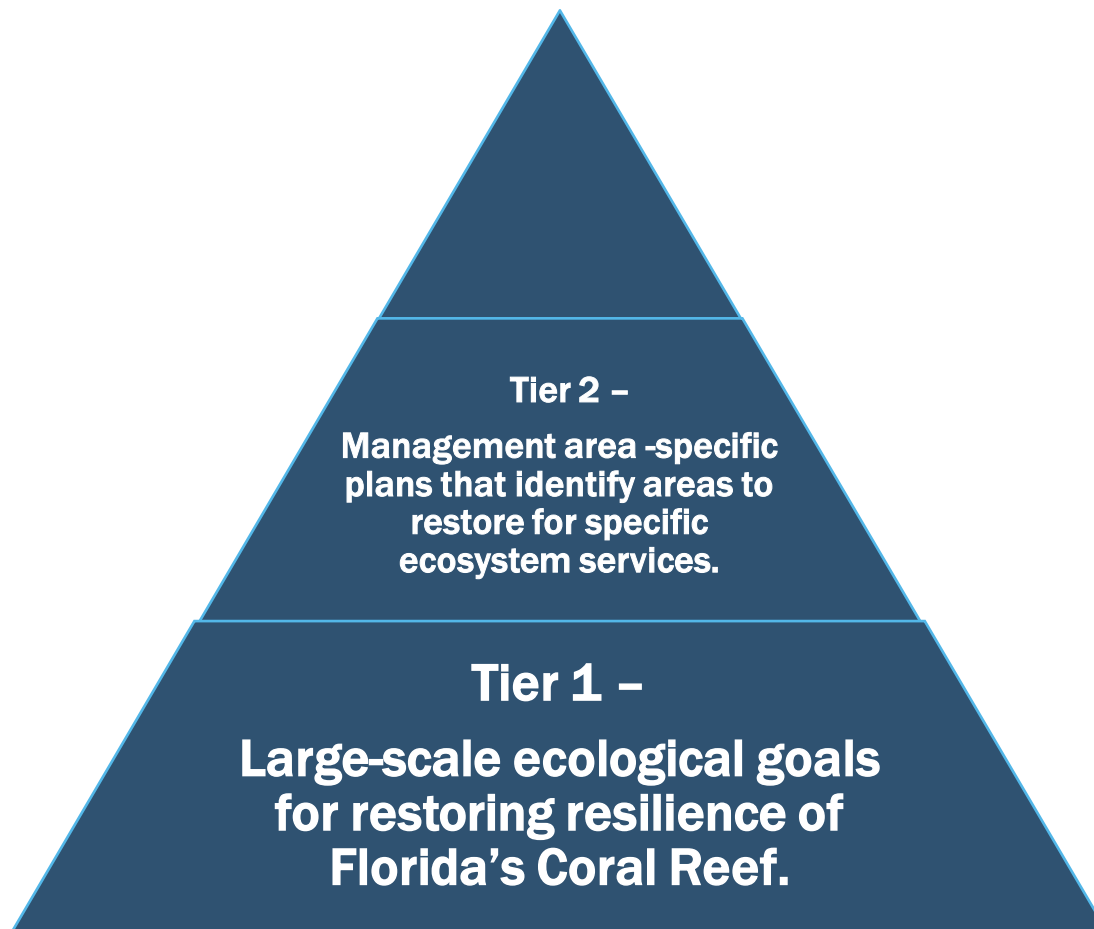 Tier 2 –
Management area -specific
plans that identify areas to
restore for specific
ecosystem services.
Tier 1 –
Large-scale ecological goals
for restoring resilience of
Florida’s Coral Reef.